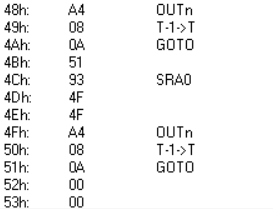 48h: A4 OUTn
49h: 08 T-1->T
4Ah: 0A GOTO
4Bh: 51
4Ch: 93 SRA0
4Dh: 4F
4Eh: 4F
4Fh: A4 OUTn
50h: 08 T-1->T
51h: 0A GOTO
52h: 00
53h: 00